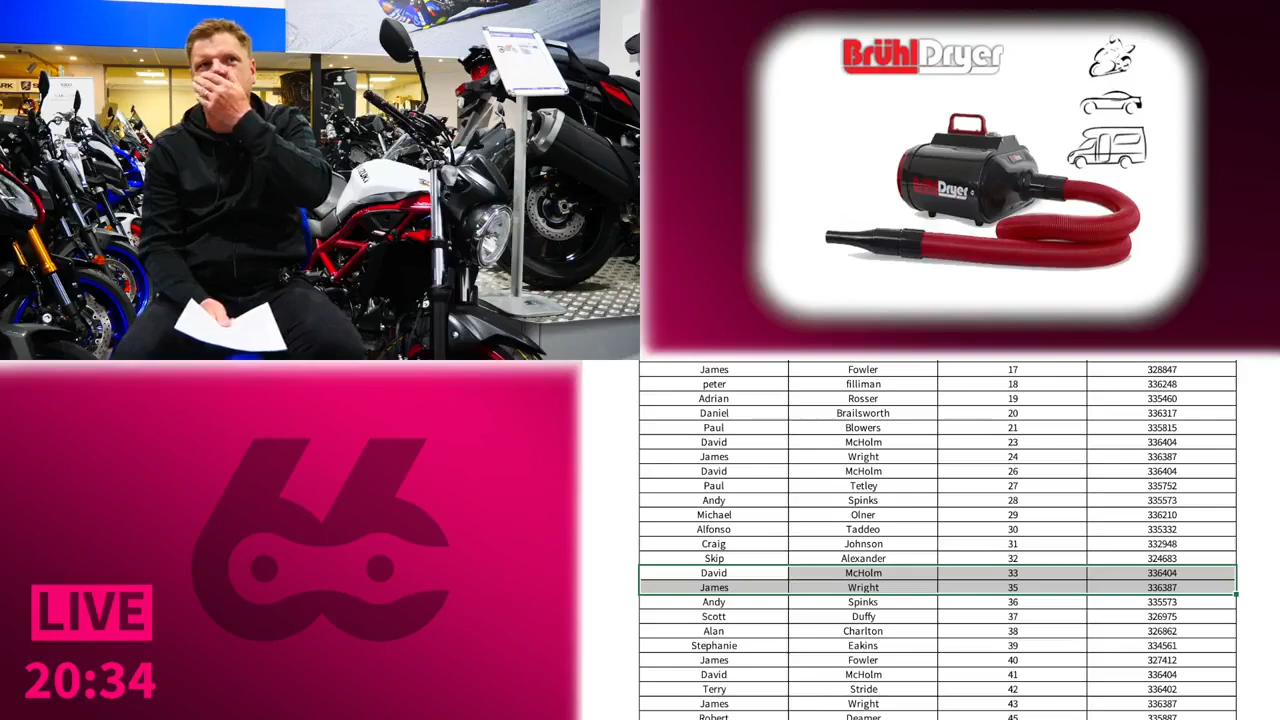 BrühlDryer
BrühlDryer
LIVE
20:34
James Fowler 17 328847
peter filliman 18 336248
Adrian Rosser 19 335460
Daniel Brailsworth 20 336317
Paul Blowers 21 335815
David McHolm 23 336404
James Wright 24 336387
David McHolm 26 336404
Paul Tetley 27 335752
Andy Spinks 28 335573
Michael Olner 29 336210
Alfonso Taddeo 30 335332
Craig Johnson 31 332948
Skip Alexander 32 324683
David McHolm 33 336404
James Wright 35 336387
Andy Spinks 36 335573
Scott Duffy 37 326975
Alan Charlton 38 326862
Stephanie Eakins 39 334561
James Fowler 40 327412
David McHolm 41 336404
Terry Stride 42 336402
James Wright 43 336387
Robert Deamer 45 335887